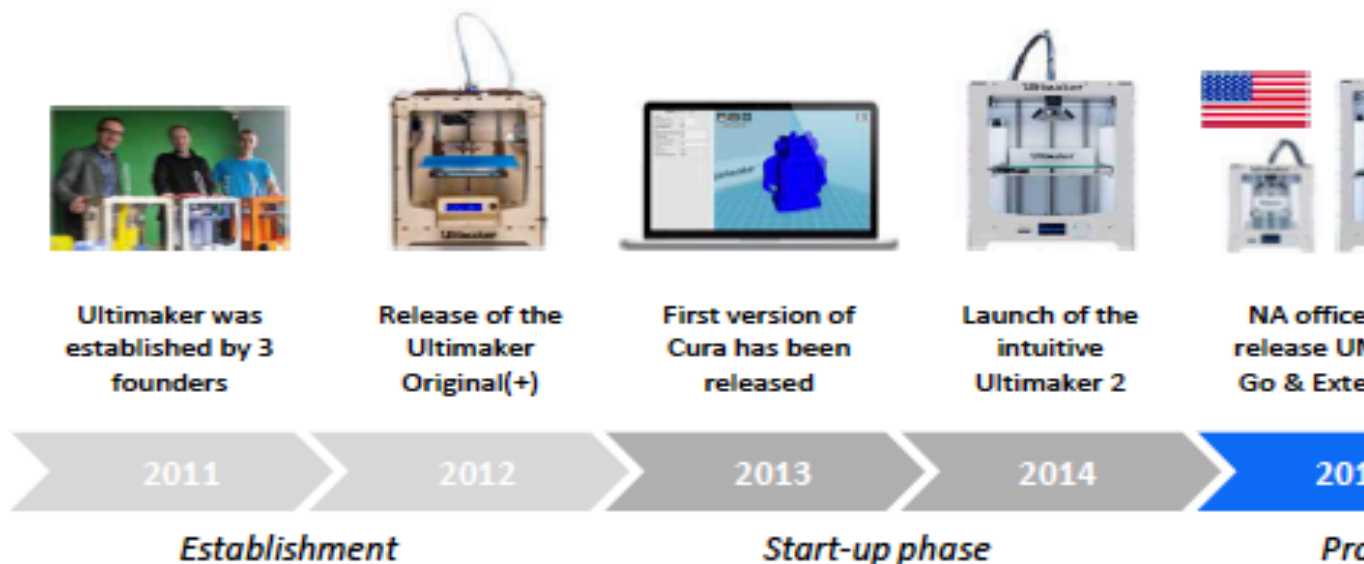 Ultimaker was
established by 3
founders
Release of the
Ultimaker
Original(+)
First version of
Cura has been
released
Launch of the
intuitive
Ultimaker 2
NA office
release
Go &
2011
2012
2013
2014
Establishment
Start-up phase